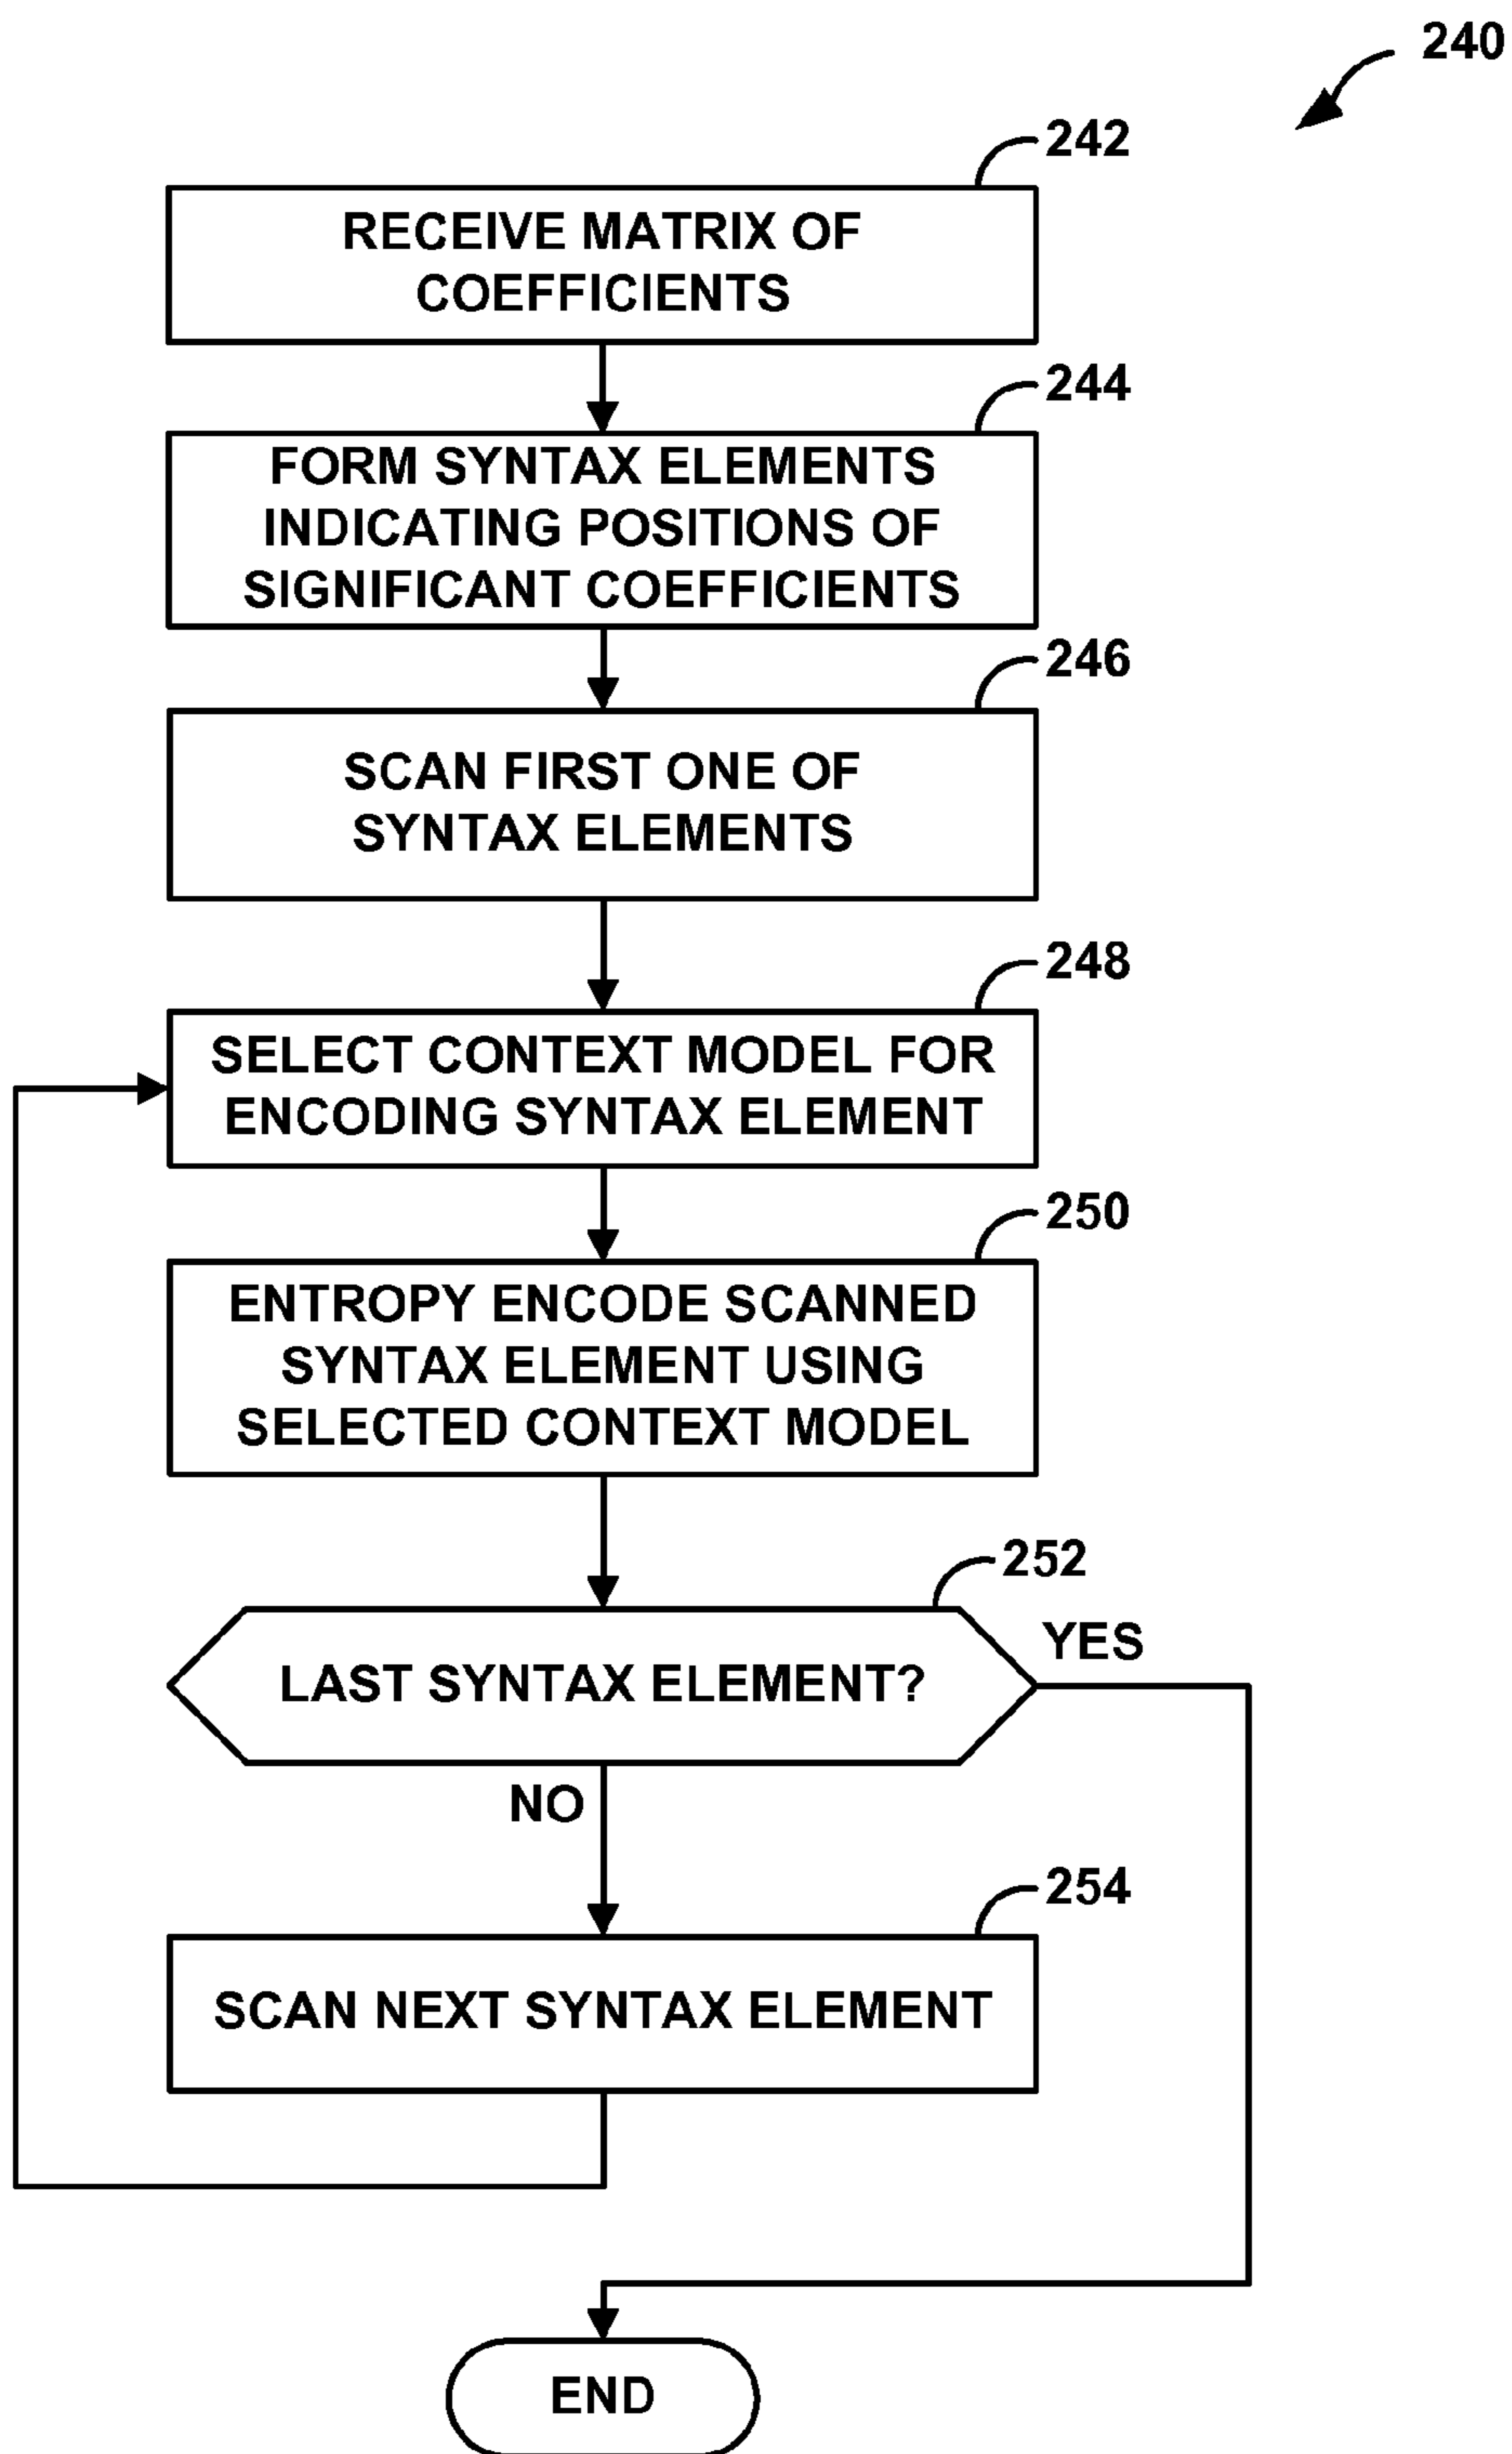 240
242
RECEIVE MATRIX OF
COEFFICIENTS
244
FORM SYNTAX ELEMENTS
INDICATING POSITIONS OF
SIGNIFICANT COEFFICIENTS
246
SCAN FIRST ONE OF
SYNTAX ELEMENTS
248
SELECT CONTEXT MODEL FOR
ENCODING SYNTAX ELEMENT
250
ENTROPY ENCODE SCANNED
SYNTAX ELEMENT USING
SELECTED CONTEXT MODEL
252
YES
LAST SYNTAX ELEMENT?
NO
254
SCAN NEXT SYNTAX ELEMENT
END